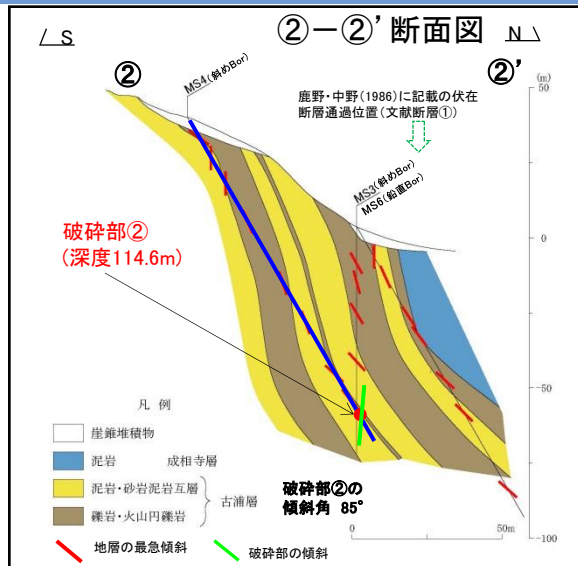 ②－②’断面図
S
N
②
②’
MS4(斜めBor)
(m)
50
鹿野・中野(1986)に記載の伏在
断層通過位置(文献断層①)
MS3(斜めBor)
MS6(鉛直Bor)
破砕部②
(深度114.6m)
0
-50
-100
凡 例
崖錐堆積物
泥岩 成相寺層
泥岩・砂岩泥岩互層
古浦層
礫岩・火山円礫岩
地層の最急傾斜
破砕部の傾斜
破砕部②の
傾斜角 85°
0 50m